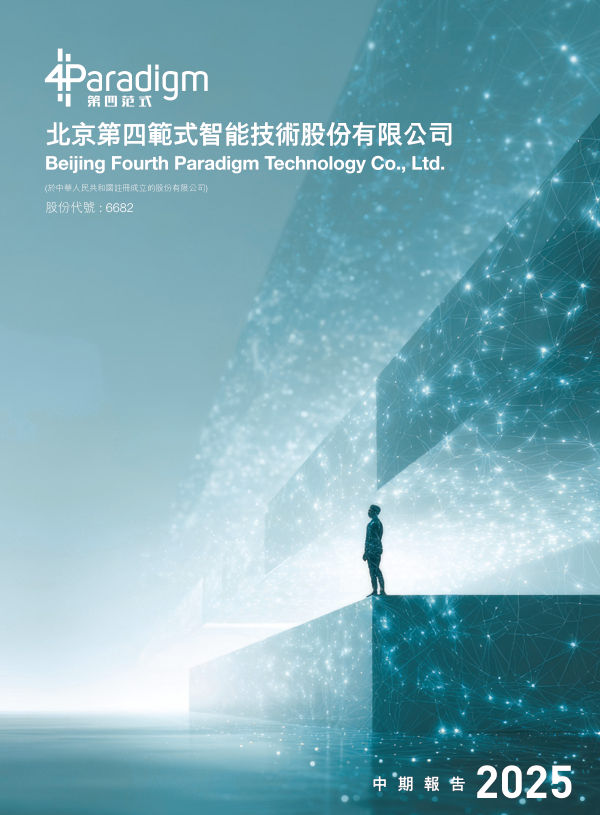 4Paradigm
第四范式
北京第四範式智能技術股份有限公司
Beijing Fourth Paradigm Technology Co., Ltd.
(於中華人民共和國註冊成立的股份有限公司)
股份代號 : 6682
中期報告 2025